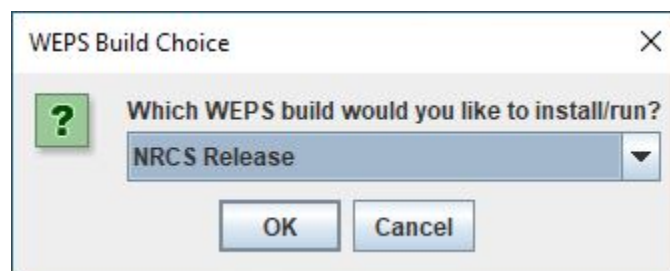 WEPS Build Choice
Which WEPS build would you like to install/run?
NRCS Release
OK Cancel